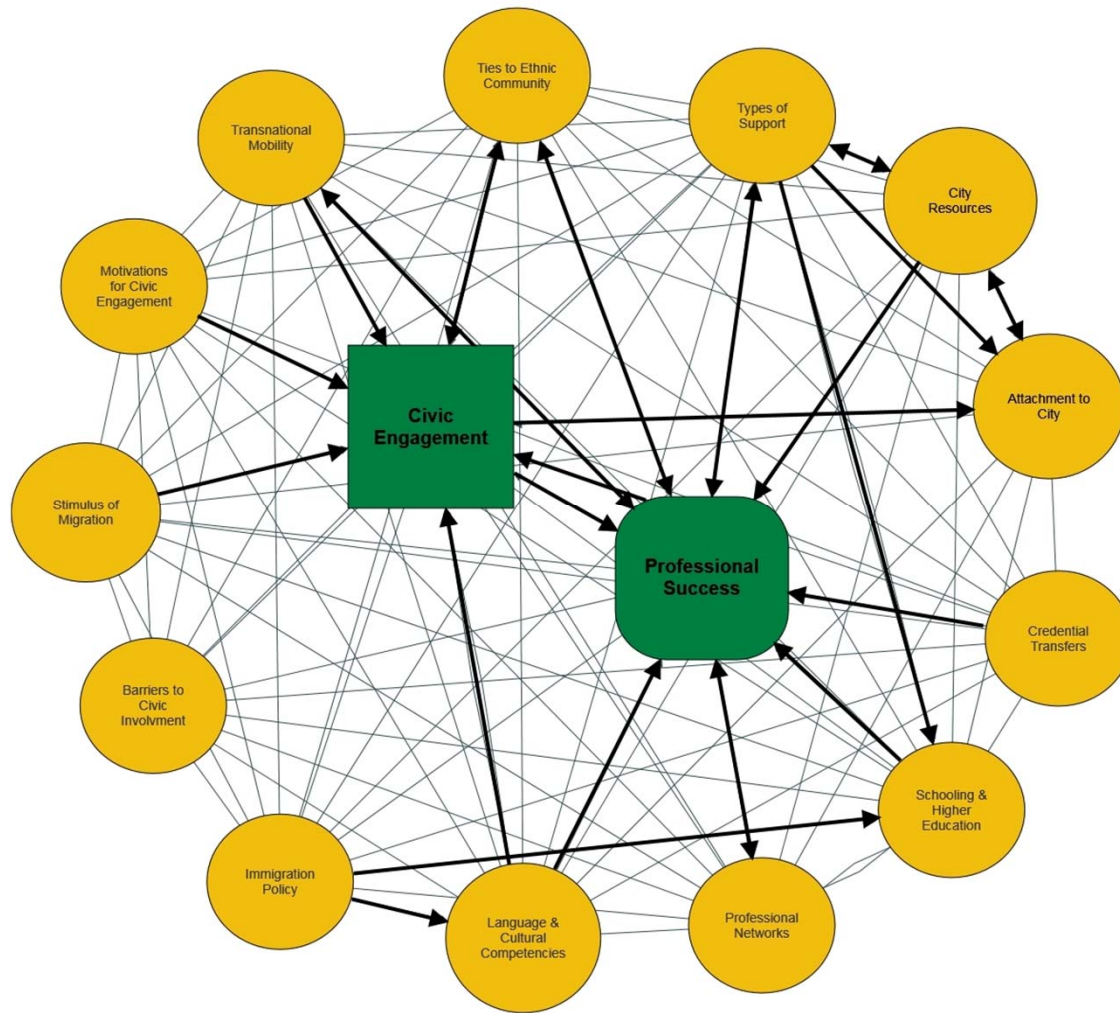 Ties to Ethnic
Community
Types of
Support
Transnational
Mobility
City
Resources
Motivations
for Civic
Engagement
Attachment to
City
Civic
Engagement
Stimulus of
Migration
Professional
Success
Credential
Transfers
Barriers to
Civic
Involvment
Schooling &
Higher
Education
Immigration
Policy
Language &
Cultural
Competencies
Professional
Networks